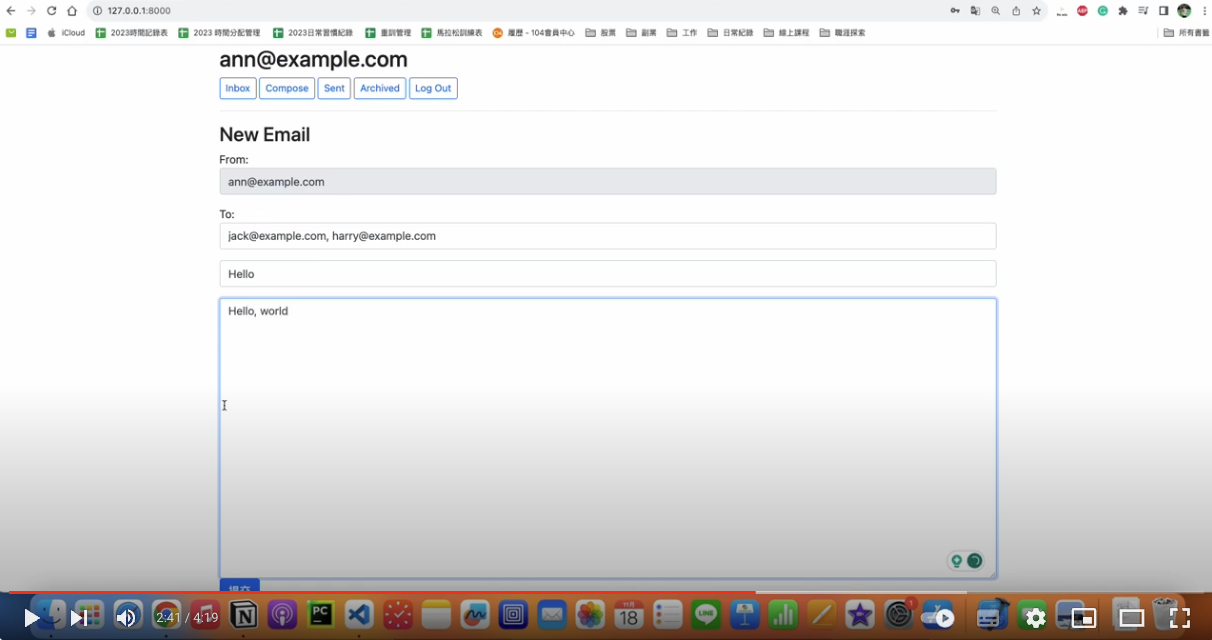 127.0.0.1:8000
iCloud 2023時間記錄表 2023 時間分配管理 2023日常習慣紀錄 重訓管理 馬拉松訓練表 履歷 - 104會員中心 股票 副業 工作 日常紀錄 線上課程 職涯探索 所有書籤
ann@example.com
Inbox Compose Sent Archived Log Out
New Email
From:
ann@example.com
To:
jack@example.com, harry@example.com
Hello
Hello, world
提交
2:41 / 4:19
PC
11月
18
LINE